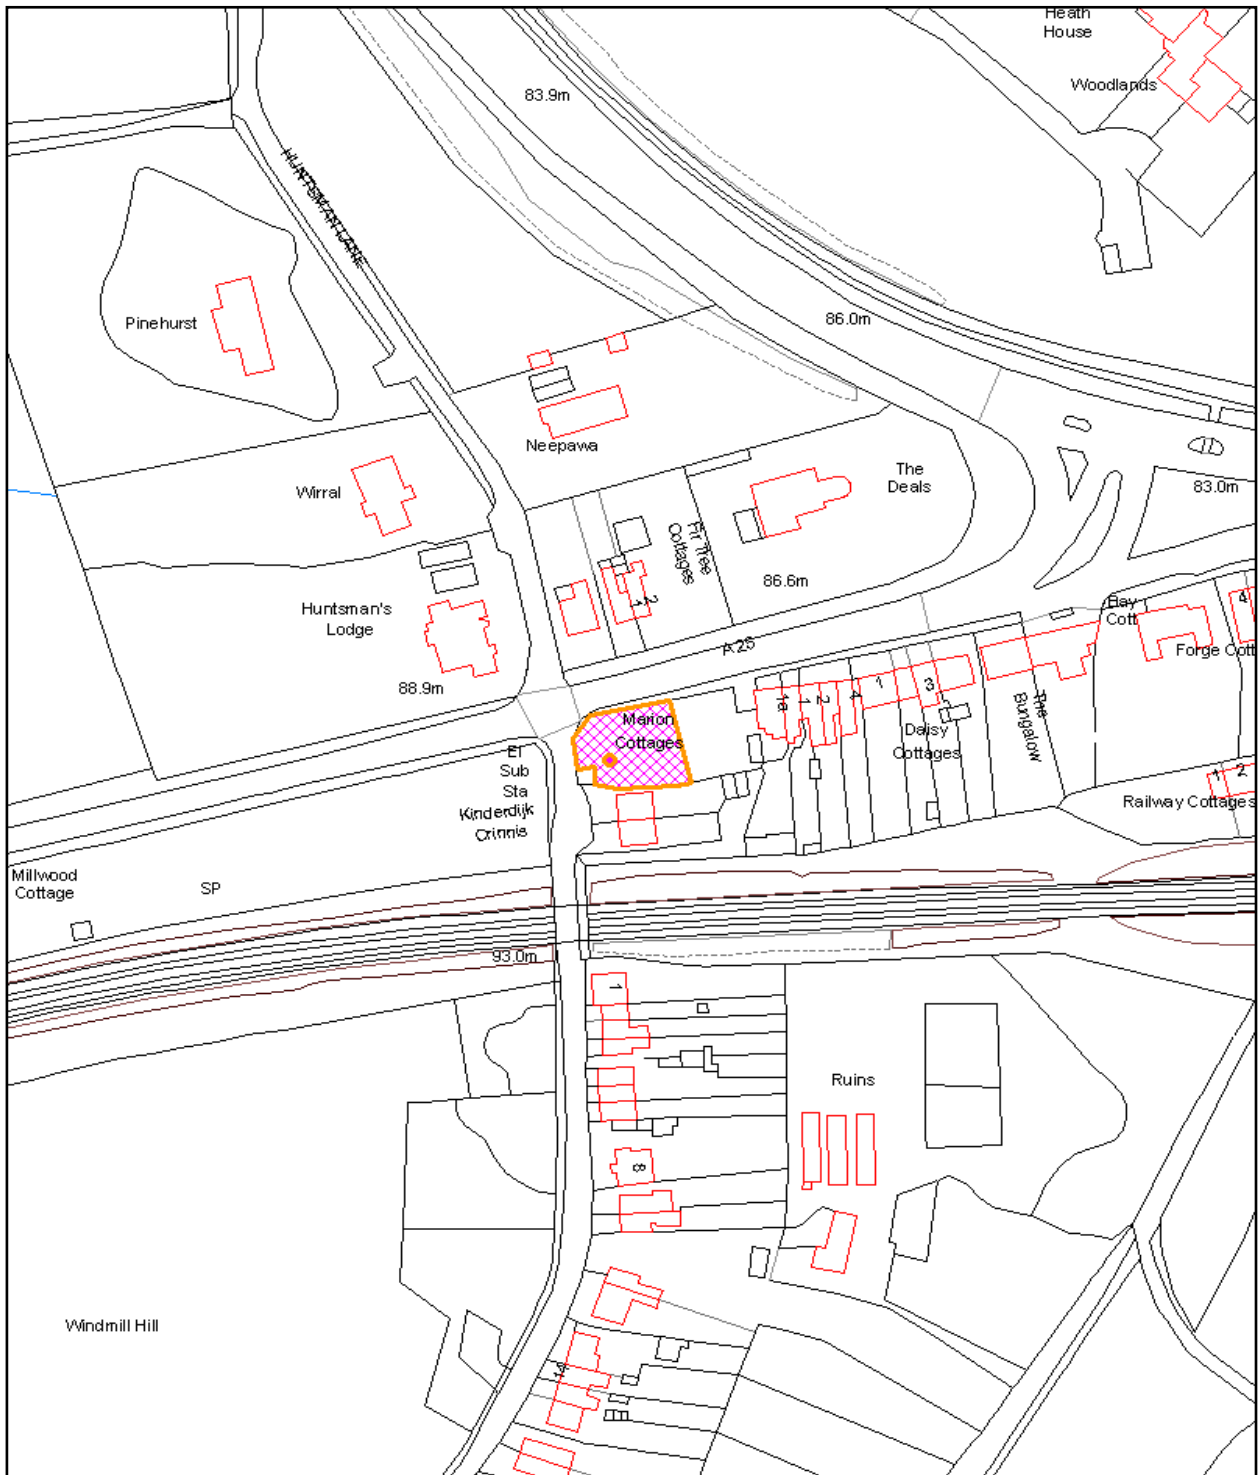 Heath
House
Woodlands
83.9m
HUNTSMAN LANE
Pinehurst
86.0m
Neepawa
The
Deals
Wirral
83.0m
Fir Tree
Cottages
86.6m
2
1
Huntsman's
Lodge
Bay
Cott
4
Forge Cott
A 25
88.9m
Marion
Cottages
1a
1
2
4
1
3
Daisy
Cottages
The
Bungalow
El
Sub
Sta
Kinderdijk
Crinnis
1
2
Railway Cottages
Millwood
Cottage
SP
93.0m
1
Ruins
8
Windmill Hill
14